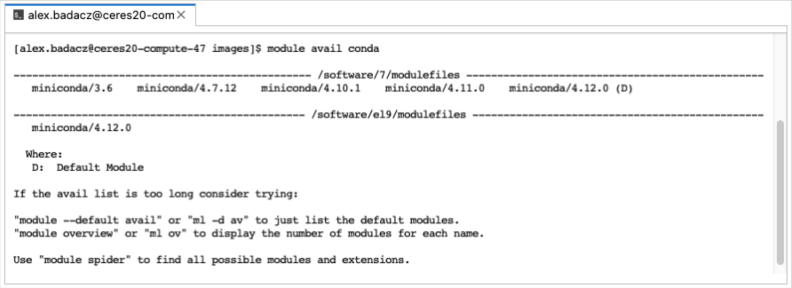 alex.badacz@ceres20-com
[alex.badacz@ceres20-compute-47 images]$ module avail conda
---------------------------------------------- /software/7/modulefiles ----------------------------------------------
miniconda/3.6 miniconda/4.7.12 miniconda/4.10.1 miniconda/4.11.0 miniconda/4.12.0 (D)
--------------------------------------------- /software/el9/modulefiles ---------------------------------------------
miniconda/4.12.0
Where:
D: Default Module
If the avail list is too long consider trying:
"module --default avail" or "ml -d av" to just list the default modules.
"module overview" or "ml ov" to display the number of modules for each name.
Use "module spider" to find all possible modules and extensions.